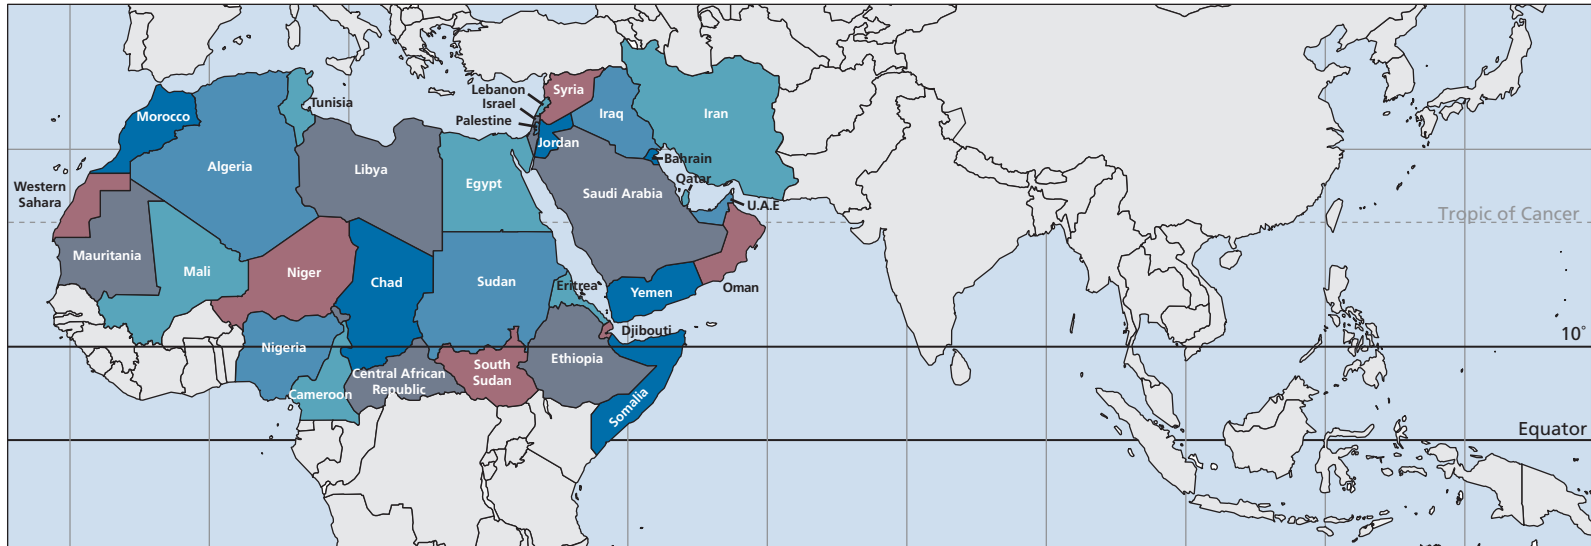 Lebanon
Syria
Israel
Palestine
Iraq
Iran
Tunisia
Morocco
Jordan
Bahrain
Algeria
Libya
Egypt
Qatar
Saudi Arabia
Western
Sahara
U.A.E
Tropic of Cancer
Mauritania
Mali
Niger
Chad
Sudan
Eritrea
Yemen
Oman
Djibouti
10°
Nigeria
Ethiopia
South
Sudan
Central African
Republic
Cameroon
Somalia
Equator